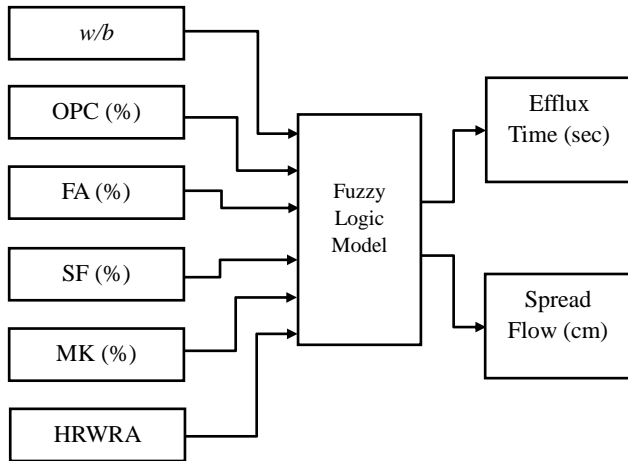 w/b
OPC (%)
FA (%)
SF (%)
MK (%)
HRWRA
Fuzzy
Logic
Model
Efflux
Time (sec)
Spread
Flow (cm)